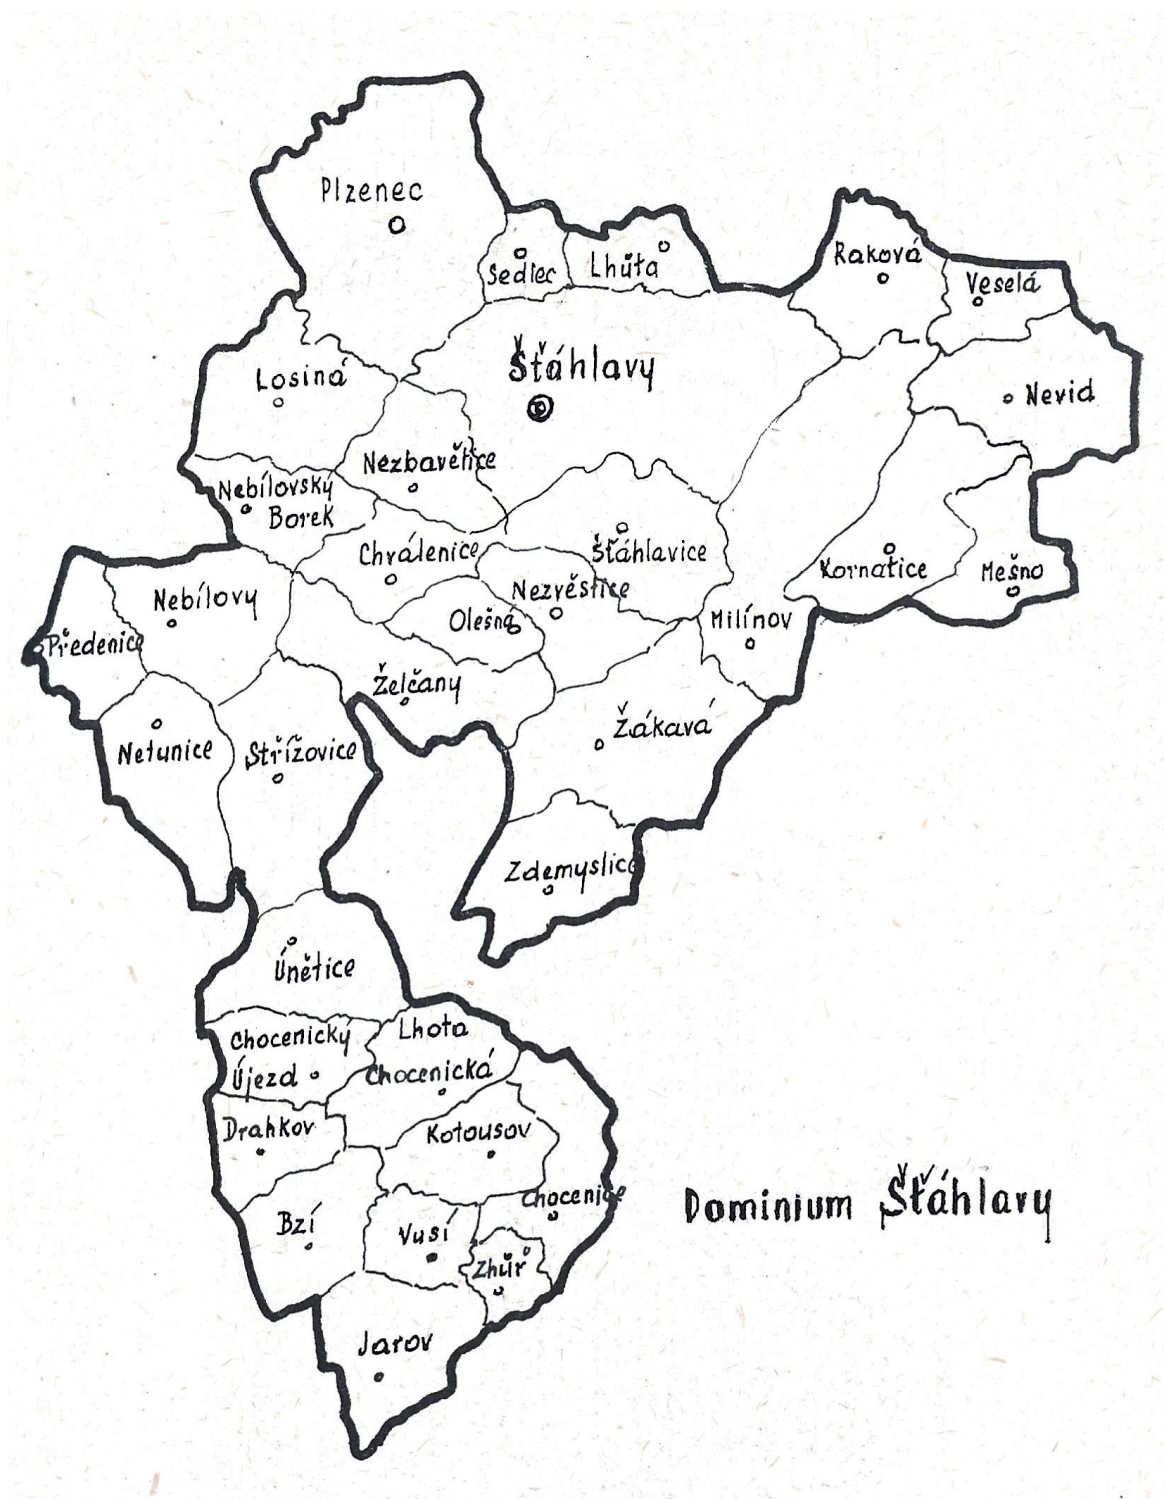 Plzenec
Sedlec
Lhůta
Raková
Veselá
Šťáhlavy
Losiná
Nevid
Nezbavětice
Nebílovský
Borek
Chválenice
Šťáhlavice
Kornatice
Mešno
Nezvěstice
Nebílovy
Olešná
Milínov
Předenice
Želčany
Žákavá
Netunice
Střížovice
Zdemyslice
Únětice
Chocenický
Újezd
Lhota
Chocenická
Drahkov
Kotousov
Chocenice
Dominium Šťáhlavy
Bzí
Vusí
Zhůř
Jarov